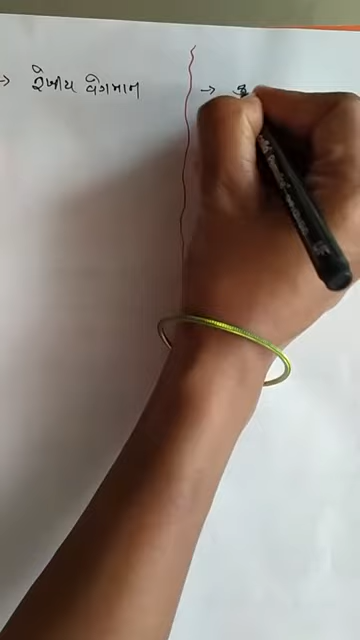 → રેખીય વેગમાન
→